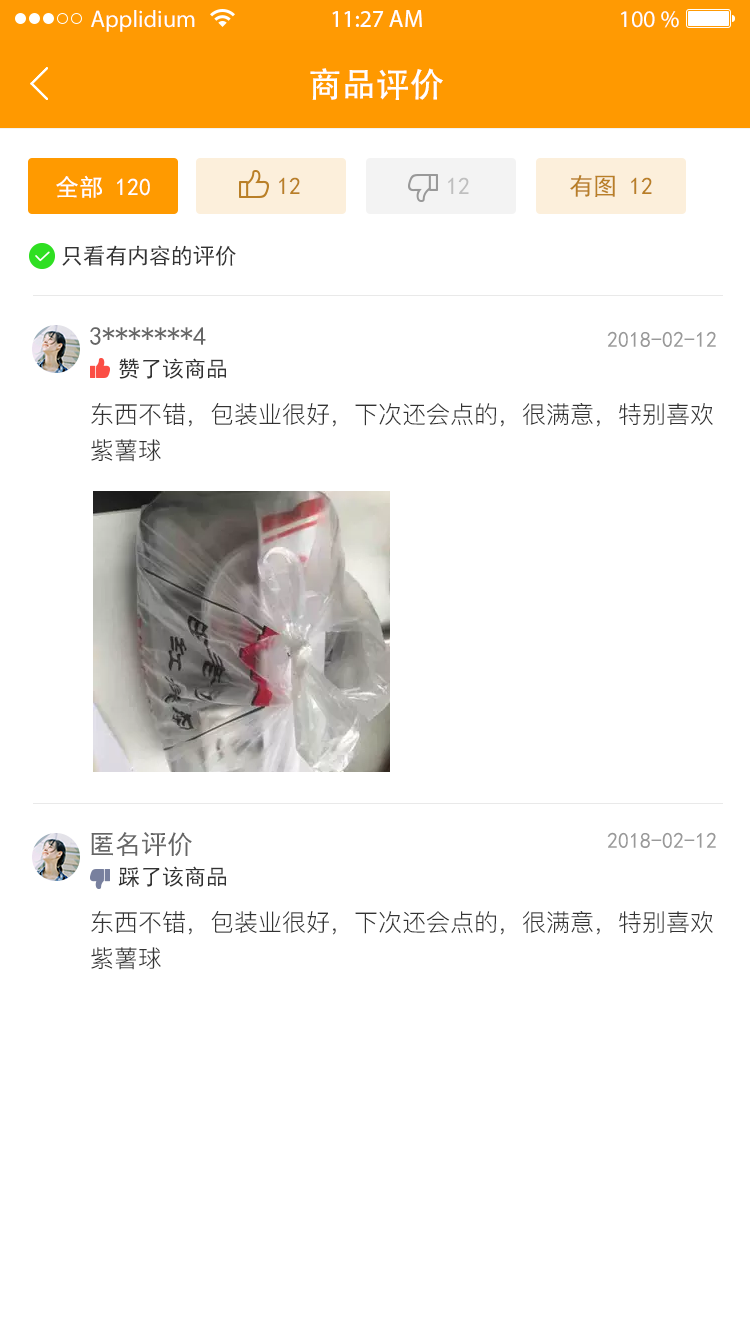 Applidium 11:27 AM 100 %
商品评价
全部 120 12 12 有图 12
只看有内容的评价
3*******4 2018-02-12
赞了该商品
东西不错，包装业很好，下次还会点的，很满意，特别喜欢
紫薯球
匿名评价 2018-02-12
踩了该商品
东西不错，包装业很好，下次还会点的，很满意，特别喜欢
紫薯球